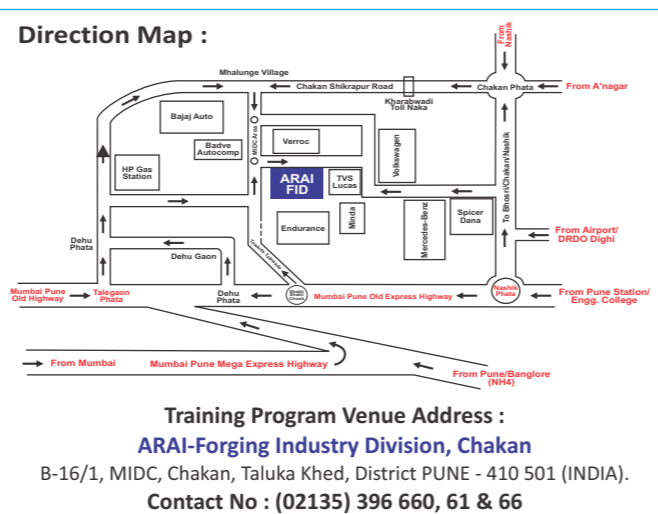 Direction Map :
From
Nashik
Mhalunge Village
Chakan Shikrapur Road
Chakan Phata
From A'nagar
Kharabwadi
Toll Naka
Bajaj Auto
MIDC Area
Verroc
Volkswagen
Badve
Autocomp
To Bhosri/Chakan/Nashik
HP Gas
Station
ARAI
FID
TVS
Lucas
Endurance
Minda
Mercedes-Benz
Spicer
Dana
From Airport/
DRDO Dighi
Dehu
Phata
Dehu Gaon
Mumbai Pune
Old Highway
Talegaon
Phata
Dehu
Phata
Chowk
Mumbai Pune Old Express Highway
Nashik
Phata
From Pune Station/
Engg. College
From Mumbai
Mumbai Pune Mega Express Highway
From Pune/Banglore
(NH4)
Training Program Venue Address :
ARAI-Forging Industry Division, Chakan
B-16/1, MIDC, Chakan, Taluka Khed, District PUNE - 410 501 (INDIA).
Contact No : (02135) 396 660, 61 & 66